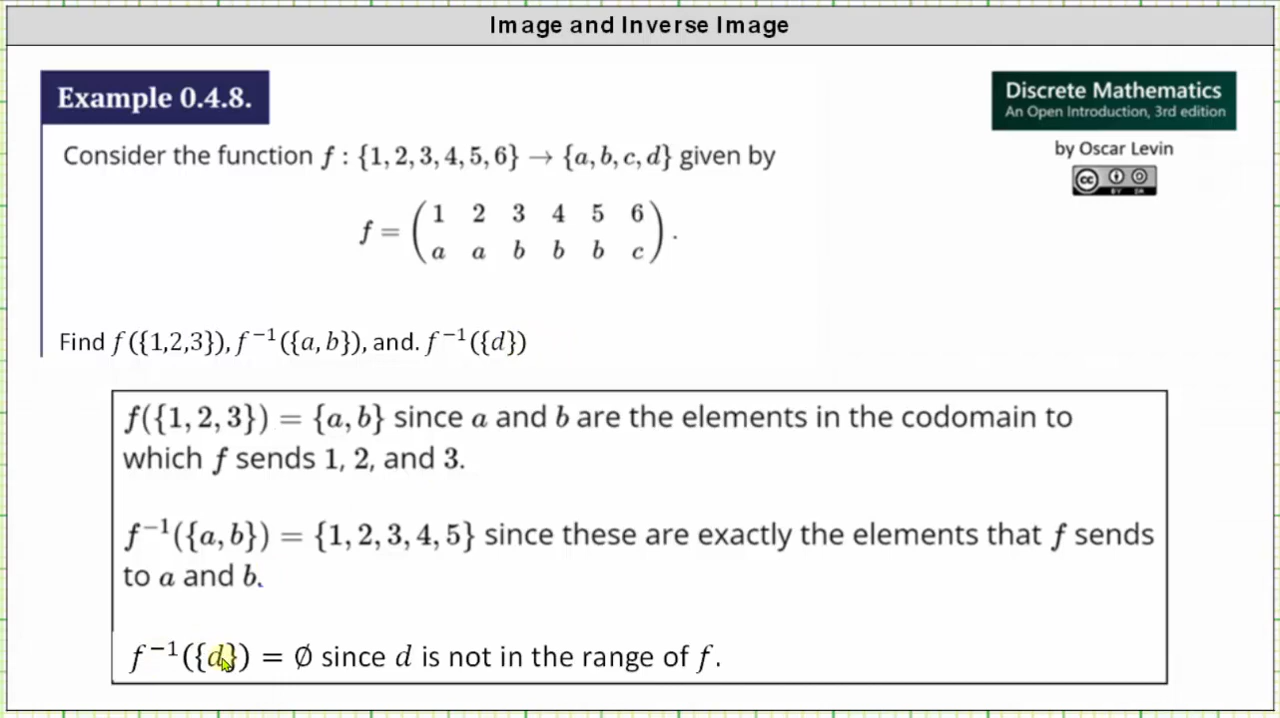 Image and Inverse Image
Example 0.4.8.
Discrete Mathematics
An Open Introduction, 3rd edition
by Oscar Levin
cc BY SA
Consider the function f : {1, 2, 3, 4, 5, 6} → {a, b, c, d} given by
f = ( 1 2 3 4 5 6
a a b b b c ) .
Find f({1,2,3}), f⁻¹({a, b}), and. f⁻¹({d})
f({1, 2, 3}) = {a, b} since a and b are the elements in the codomain to
which f sends 1, 2, and 3.
f⁻¹({a, b}) = {1, 2, 3, 4, 5} since these are exactly the elements that f sends
to a and b.
f⁻¹({d}) = ∅ since d is not in the range of f.